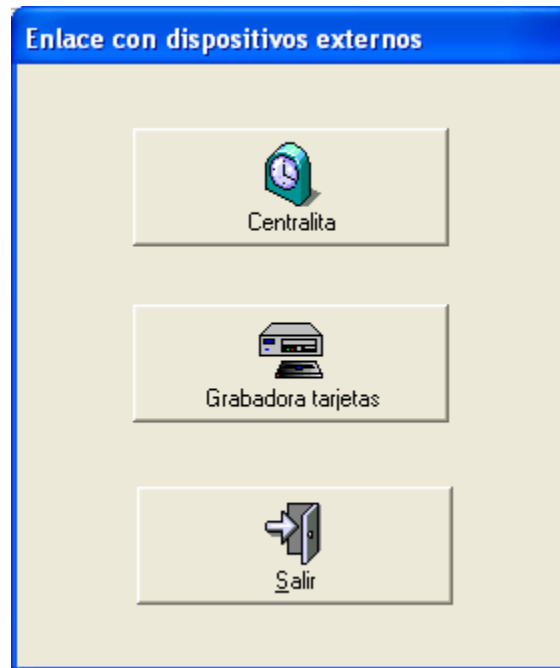 Enlace con dispositivos externos
Centralita
Grabadora tarjetas
Salir